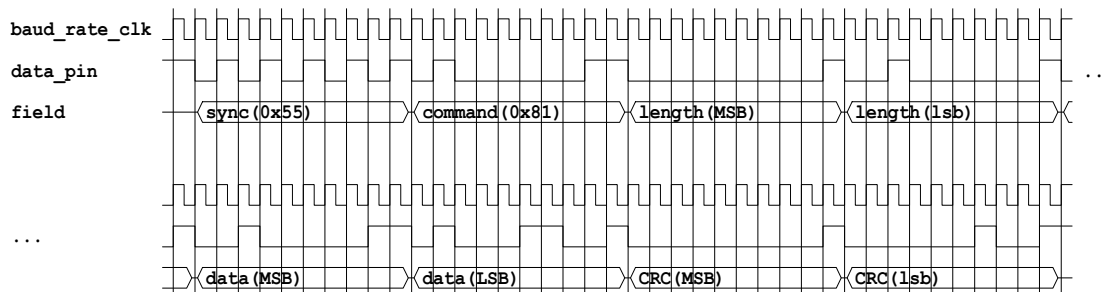 baud_rate_clk
data_pin ..
field sync(0x55) command(0x81) length(MSB) length(lsb)
...
data(MSB) data(LSB) CRC(MSB) CRC(lsb)